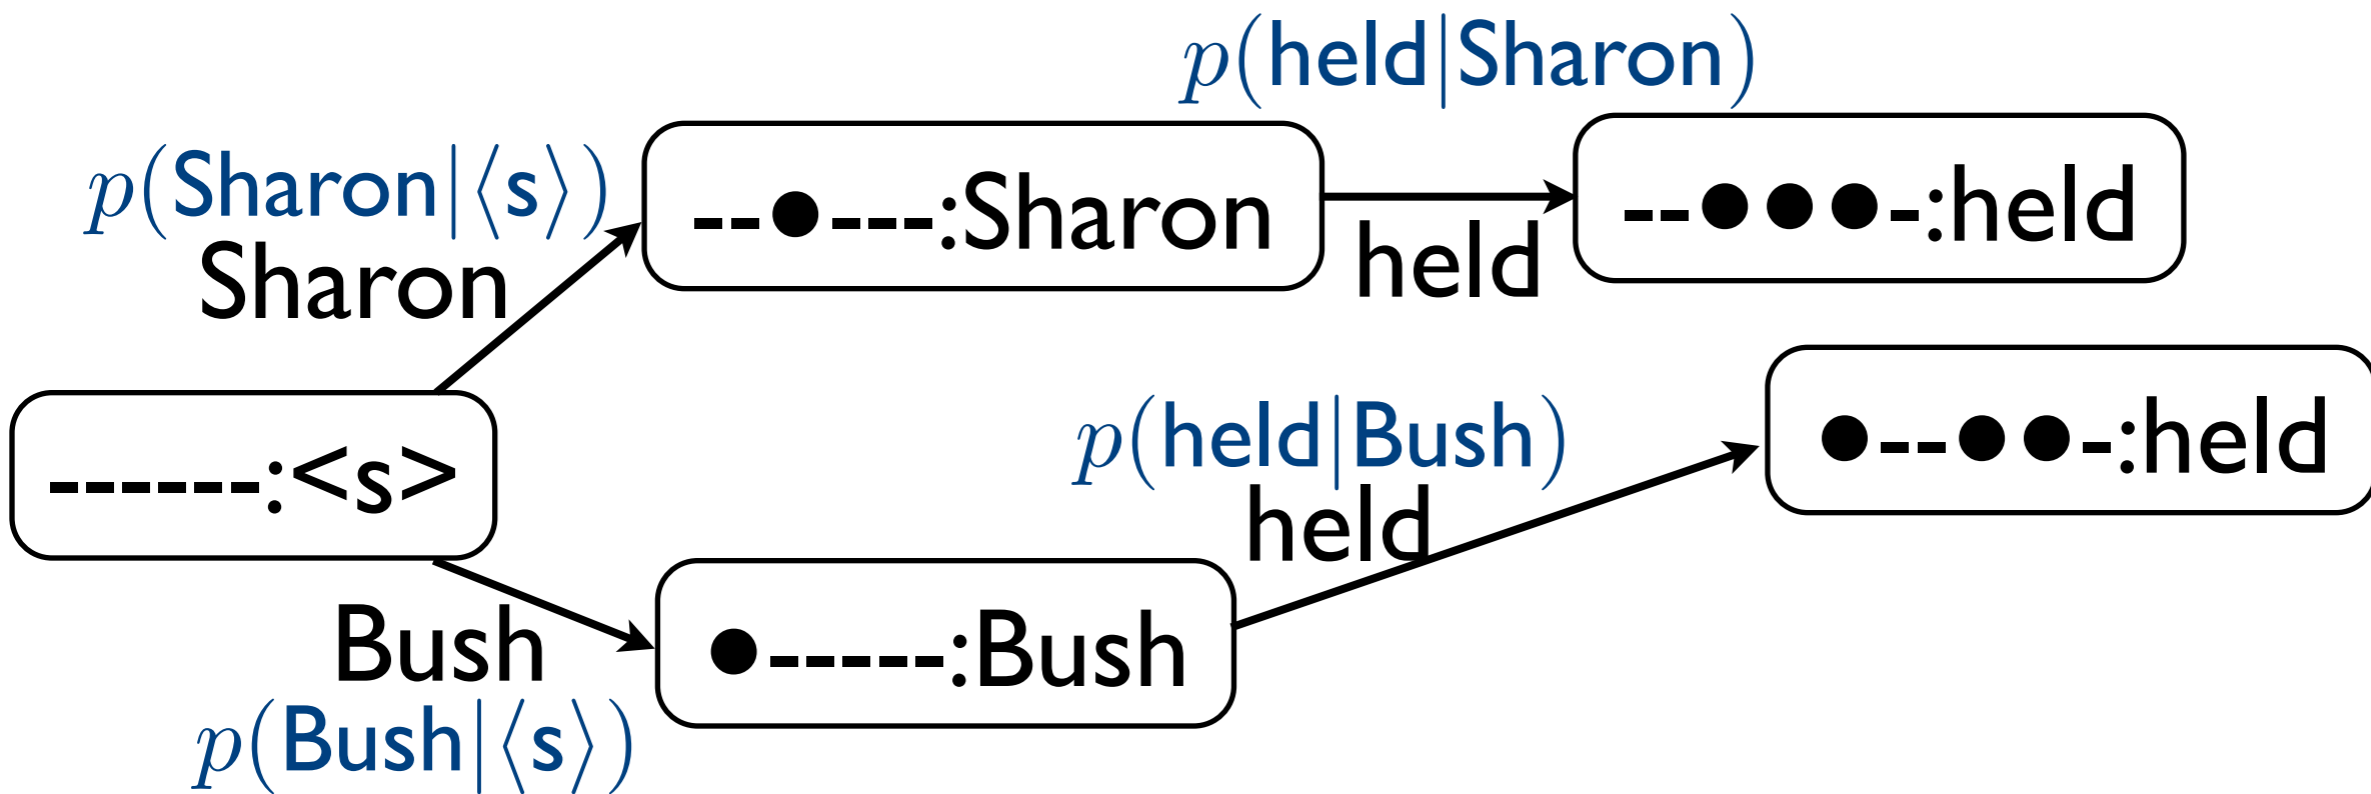 p(held|Sharon)
p(Sharon|⟨s⟩)
Sharon
--●---:Sharon
held
--●●●-:held
------:<s>
p(held|Bush)
held
●--●●-:held
Bush
p(Bush|⟨s⟩)
●-----:Bush